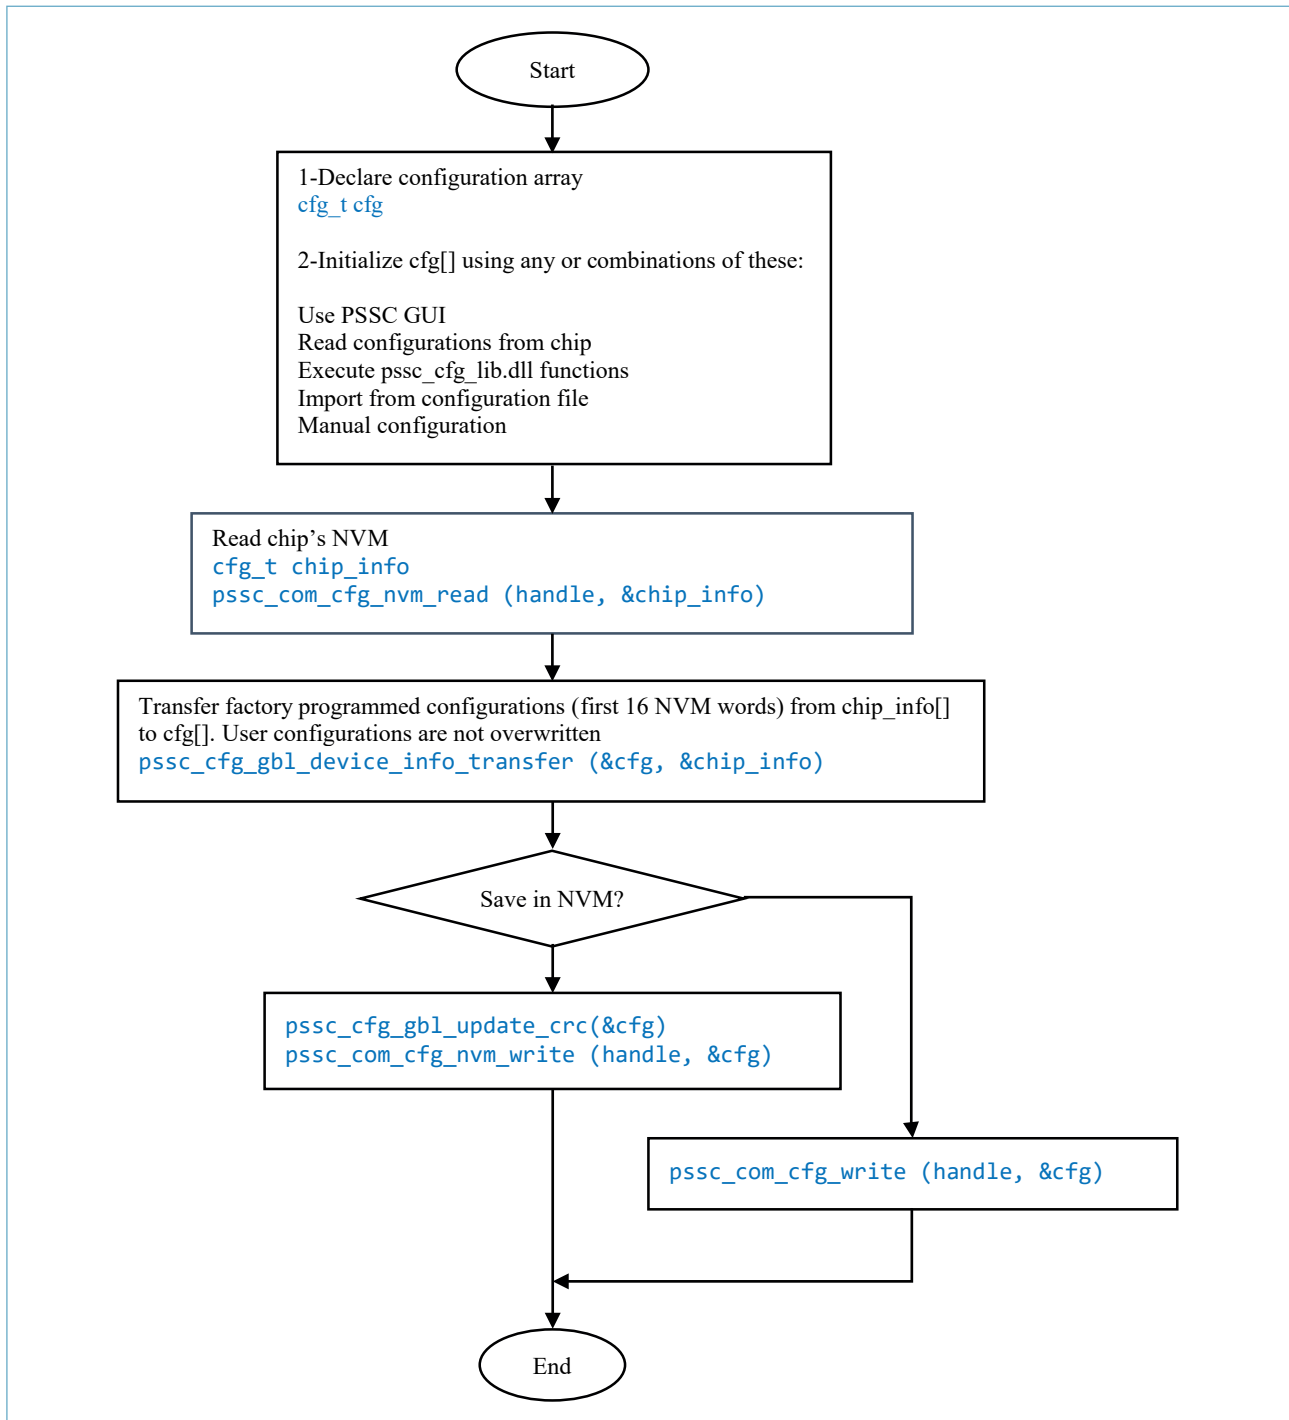 Start
1-Declare configuration array
cfg_t cfg
2-Initialize cfg[] using any or combinations of these:
Use PSSC GUI
Read configurations from chip
Execute pssc_cfg_lib.dll functions
Import from configuration file
Manual configuration
Read chip’s NVM
cfg_t chip_info
pssc_com_cfg_nvm_read (handle, &chip_info)
Transfer factory programmed configurations (first 16 NVM words) from chip_info[]
to cfg[]. User configurations are not overwritten
pssc_cfg_gbl_device_info_transfer (&cfg, &chip_info)
Save in NVM?
pssc_cfg_gbl_update_crc(&cfg)
pssc_com_cfg_nvm_write (handle, &cfg)
pssc_com_cfg_write (handle, &cfg)
End